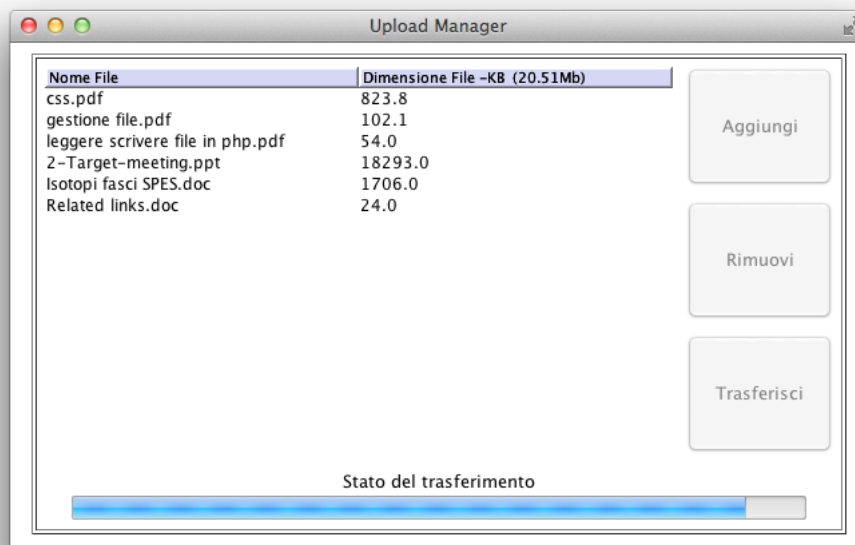 Upload Manager
Nome File Dimensione File -KB (20.51Mb)
css.pdf 823.8
gestione file.pdf 102.1
leggere scrivere file in php.pdf 54.0
2-Target-meeting.ppt 18293.0
Isotopi fasci SPES.doc 1706.0
Related links.doc 24.0
Aggiungi
Rimuovi
Trasferisci
Stato del trasferimento